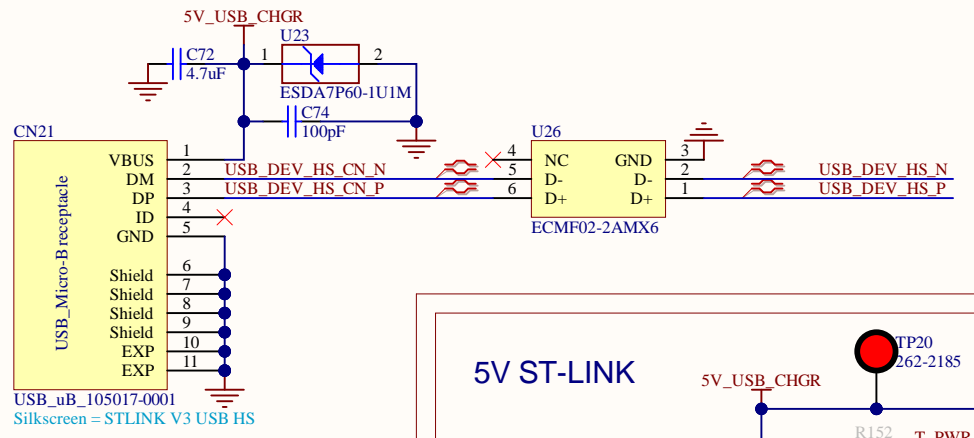 5V_USB_CHGR
U23
C72
4.7uF
1
2
ESDA7P60-1U1M
C74
100pF
CN21
U26
VBUS 1
DM 2 USB_DEV_HS_CN_N
DP 3 USB_DEV_HS_CN_P
ID 4
GND 5
Shield 6
Shield 7
Shield 8
Shield 9
EXP 10
EXP 11
USB_Micro-B receptacle
USB_uB_105017-0001
Silkscreen = STLINK V3 USB HS
4 NC GND 3
5 D- D- 2 USB_DEV_HS_N
6 D+ D+ 1 USB_DEV_HS_P
ECMF02-2AMX6
5V ST-LINK
5V_USB_CHGR
TP20
262-2185
R152
T_PWR